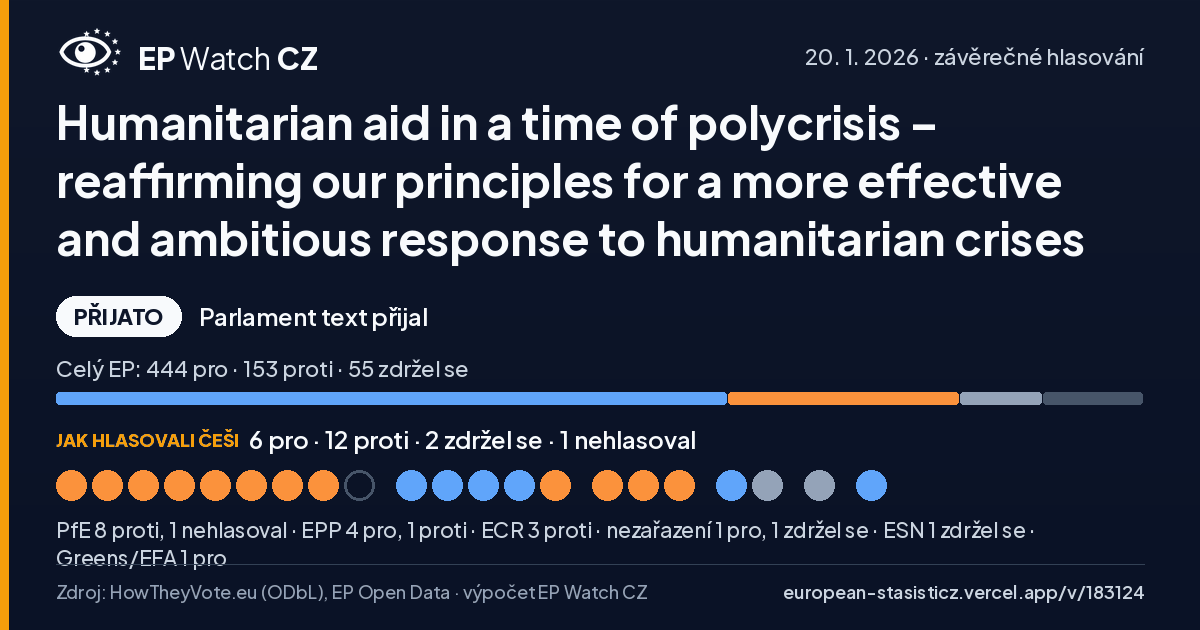 EP Watch CZ
20. 1. 2026 · závěrečné hlasování
Humanitarian aid in a time of polycrisis –
reaffirming our principles for a more effective
and ambitious response to humanitarian crises
PŘIJATO Parlament text přijal
Celý EP: 444 pro · 153 proti · 55 zdržel se
JAK HLASOVALI ČEŠI 6 pro · 12 proti · 2 zdržel se · 1 nehlasoval
PfE 8 proti, 1 nehlasoval · EPP 4 pro, 1 proti · ECR 3 proti · nezařazení 1 pro, 1 zdržel se · ESN 1 zdržel se ·
Greens/EFA 1 pro
Zdroj: HowTheyVote.eu (ODbL), EP Open Data · výpočet EP Watch CZ
european-stasisticz.vercel.app/v/183124